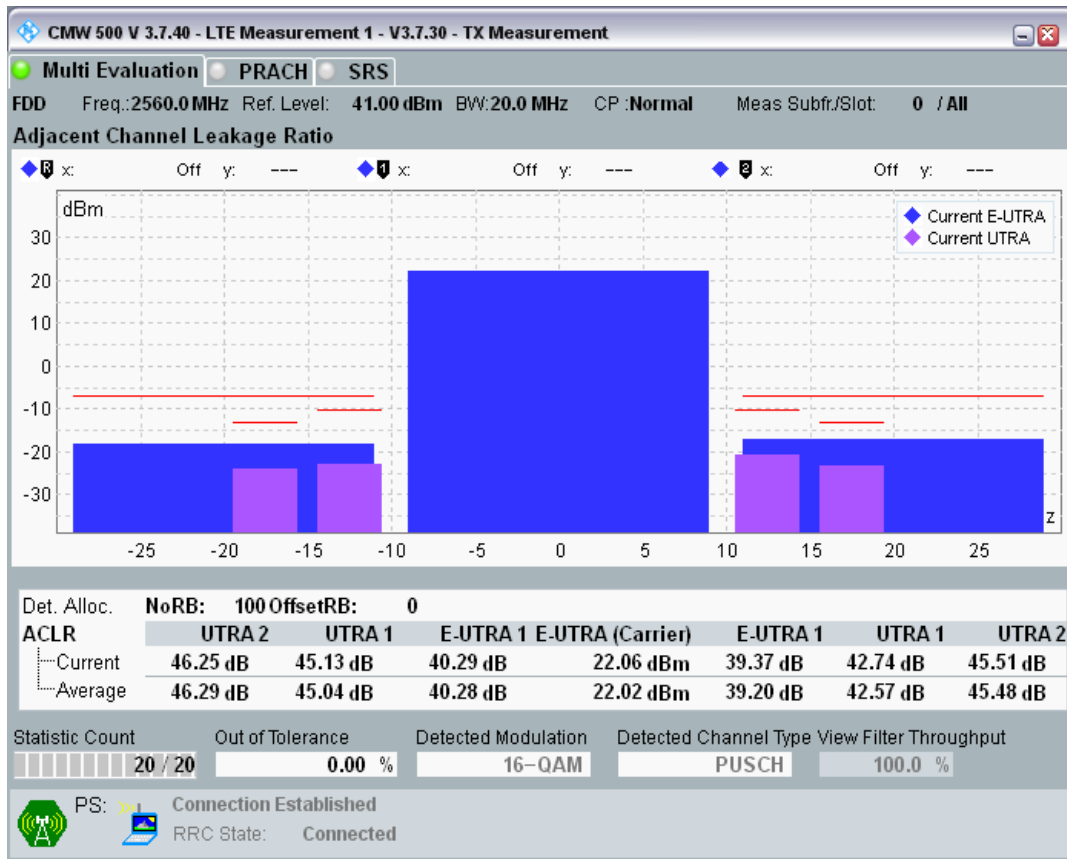 CMW 500 V 3.7.40 - LTE Measurement 1 - V3.7.30 - TX Measurement
Multi Evaluation PRACH SRS
FDD Freg.:2560.0 MHz Ref. Level: 41.00 dBm BW:20.0 MHz CP :Normal Meas Subfr./Slot: 0 / All
Adjacent Channel Leakage Ratio
R x: Off y: --- 1 x: Off y: --- 2 x: Off y: ---
dBm
Current E-UTRA
Current UTRA
30
20
10
0
-10
-20
-30
z
-25 -20 -15 -10 -5 0 5 10 15 20 25
Det. Alloc. NoRB: 100 OffsetRB: 0
ACLR UTRA 2 UTRA 1 E-UTRA 1 E-UTRA (Carrier) E-UTRA 1 UTRA 1 UTRA 2
Current 46.25 dB 45.13 dB 40.29 dB 22.06 dBm 39.37 dB 42.74 dB 45.51 dB
Average 46.29 dB 45.04 dB 40.28 dB 22.02 dBm 39.20 dB 42.57 dB 45.48 dB
Statistic Count Out of Tolerance Detected Modulation Detected Channel Type View Filter Throughput
20 / 20 0.00 % 16-QAM PUSCH 100.0 %
PS: Connection Established
RRC State: Connected